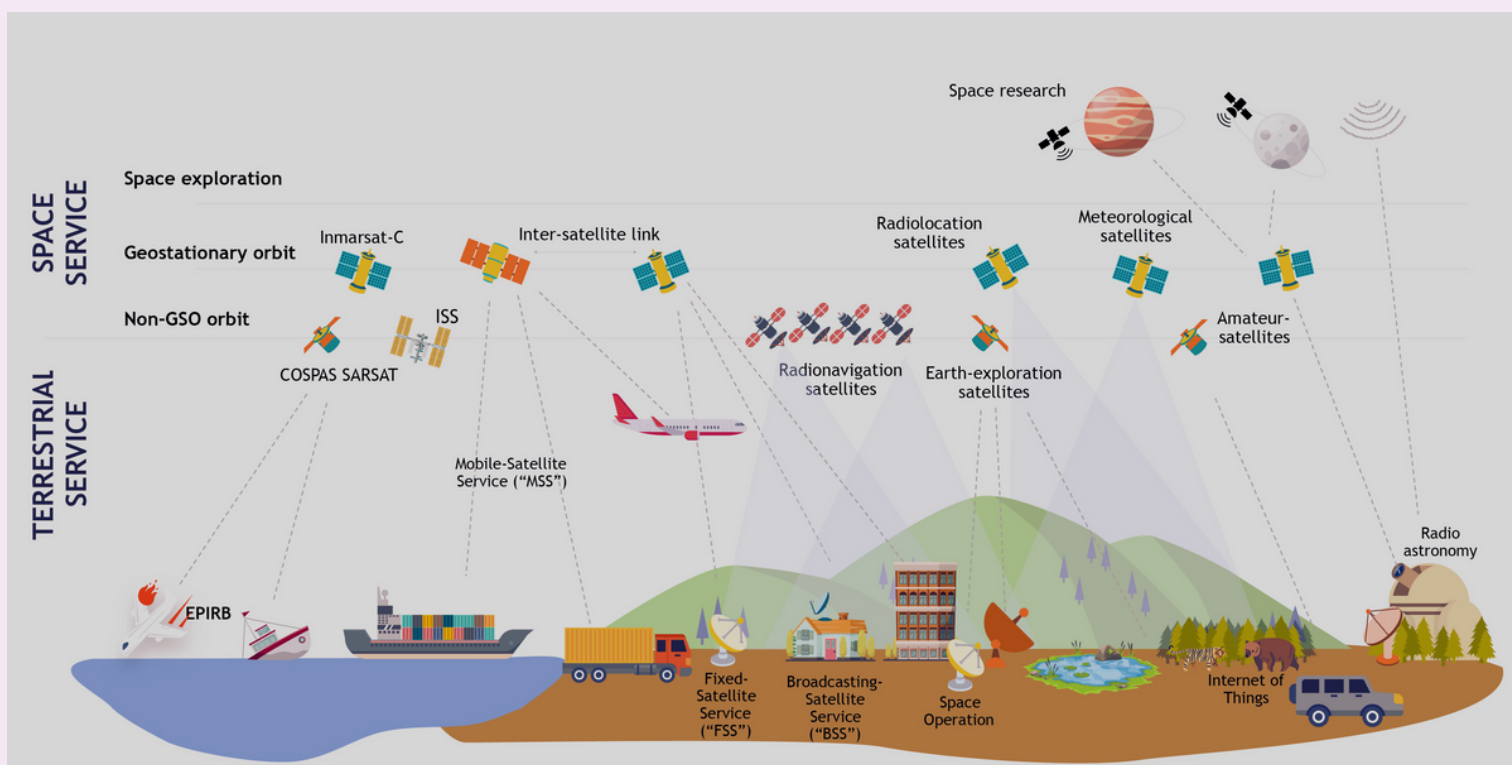 Space research
SPACE
SERVICE
Space exploration
Geostationary orbit
Inmarsat-C
Inter-satellite link
Radiolocation
satellites
Meteorological
satellites
Non-GSO orbit
ISS
Amateur-
satellites
COSPAS SARSAT
Radionavigation
satellites
Earth-exploration
satellites
TERRESTRIAL
SERVICE
Mobile-Satellite
Service (“MSS”)
Radio
astronomy
EPIRB
Fixed-
Satellite
Service
(“FSS”)
Broadcasting-
Satellite
Service
(“BSS”)
Space
Operation
Internet of
Things